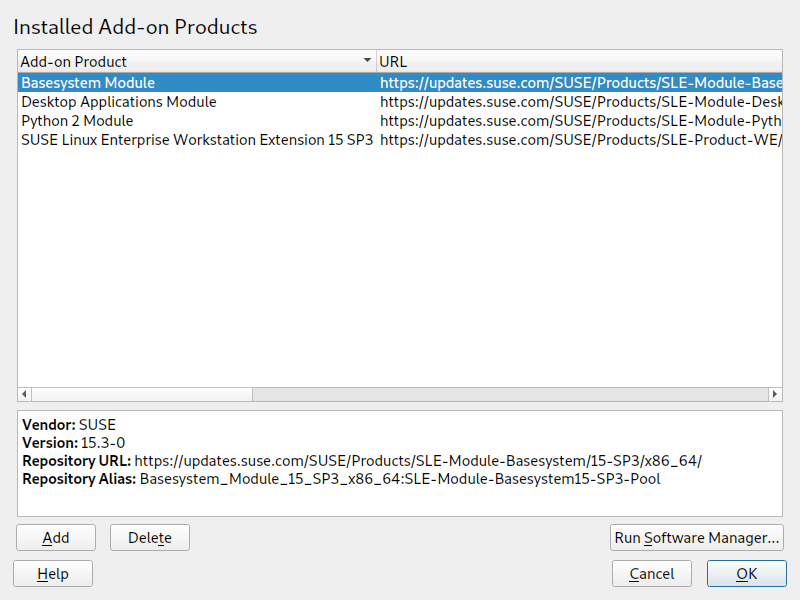 Installed Add-on Products
Add-on Product URL
Basesystem Module https://updates.suse.com/SUSE/Products/SLE-Module-Base
Desktop Applications Module https://updates.suse.com/SUSE/Products/SLE-Module-Desk
Python 2 Module https://updates.suse.com/SUSE/Products/SLE-Module-Pyth
SUSE Linux Enterprise Workstation Extension 15 SP3 https://updates.suse.com/SUSE/Products/SLE-Product-WE/
Vendor: SUSE
Version: 15.3-0
Repository URL: https://updates.suse.com/SUSE/Products/SLE-Module-Basesystem/15-SP3/x86_64/
Repository Alias: Basesystem_Module_15_SP3_x86_64:SLE-Module-Basesystem15-SP3-Pool
Add Delete Run Software Manager...
Help Cancel OK